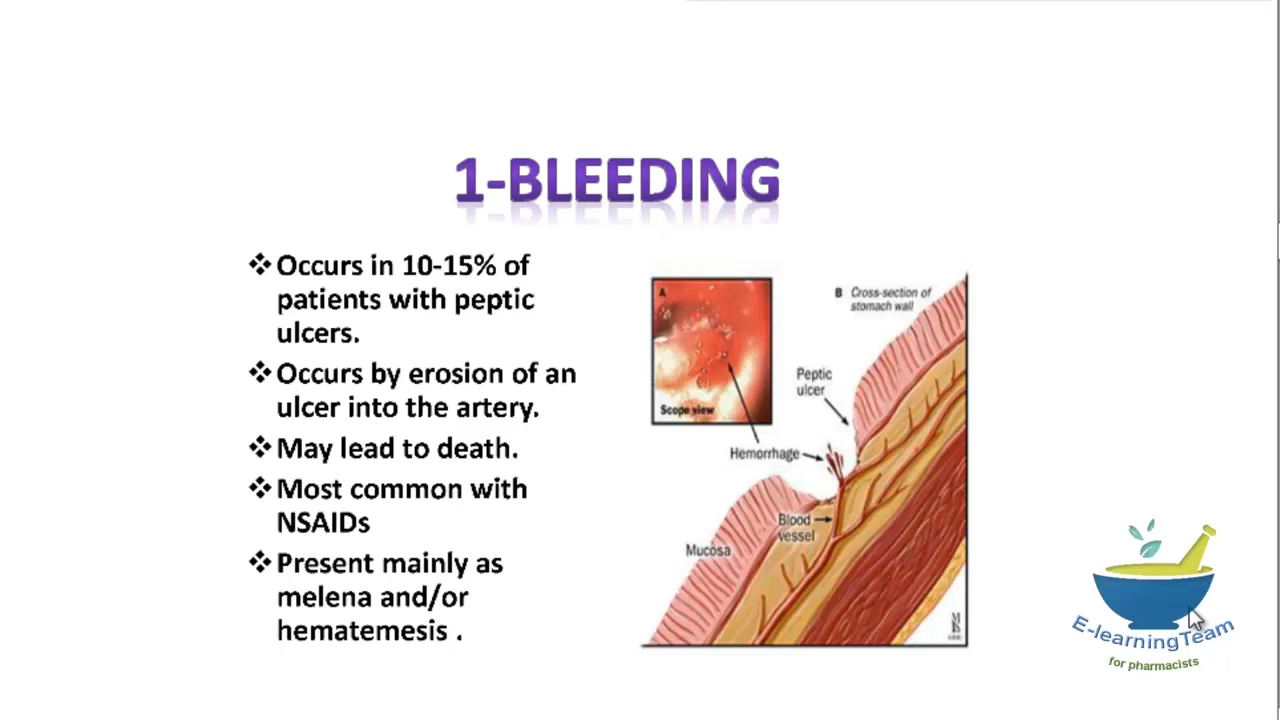 1-BLEEDING
❖Occurs in 10-15% of
patients with peptic
ulcers.
❖Occurs by erosion of an
ulcer into the artery.
❖May lead to death.
❖Most common with
NSAIDs
❖Present mainly as
melena and/or
hematemesis .
A
Scope view
B Cross-section of
stomach wall
Peptic
ulcer
Hemorrhage
Blood
vessel
Mucosa
E-learningTeam
for pharmacists